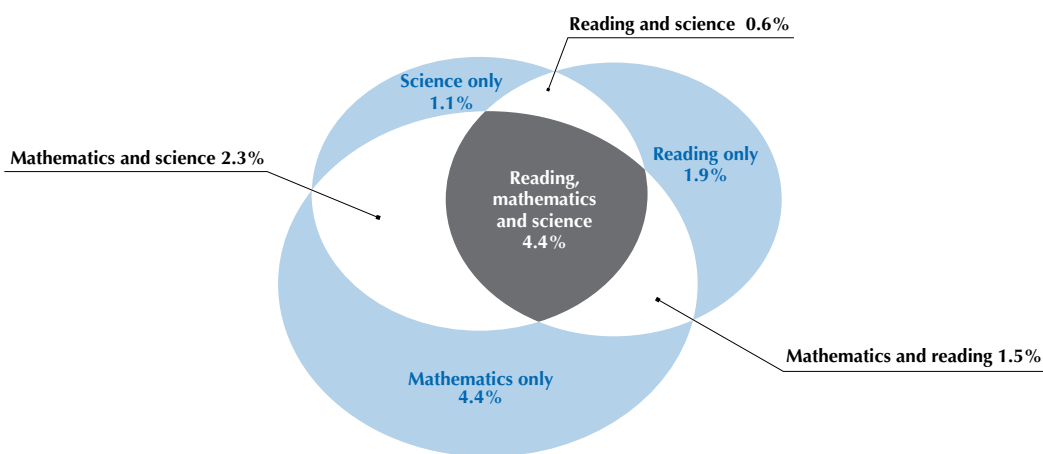 Reading and science 0.6%
Science only
1.1%
Mathematics and science 2.3%
Reading only
1.9%
Reading,
mathematics
and science
4.4%
Mathematics and reading 1.5%
Mathematics only
4.4%